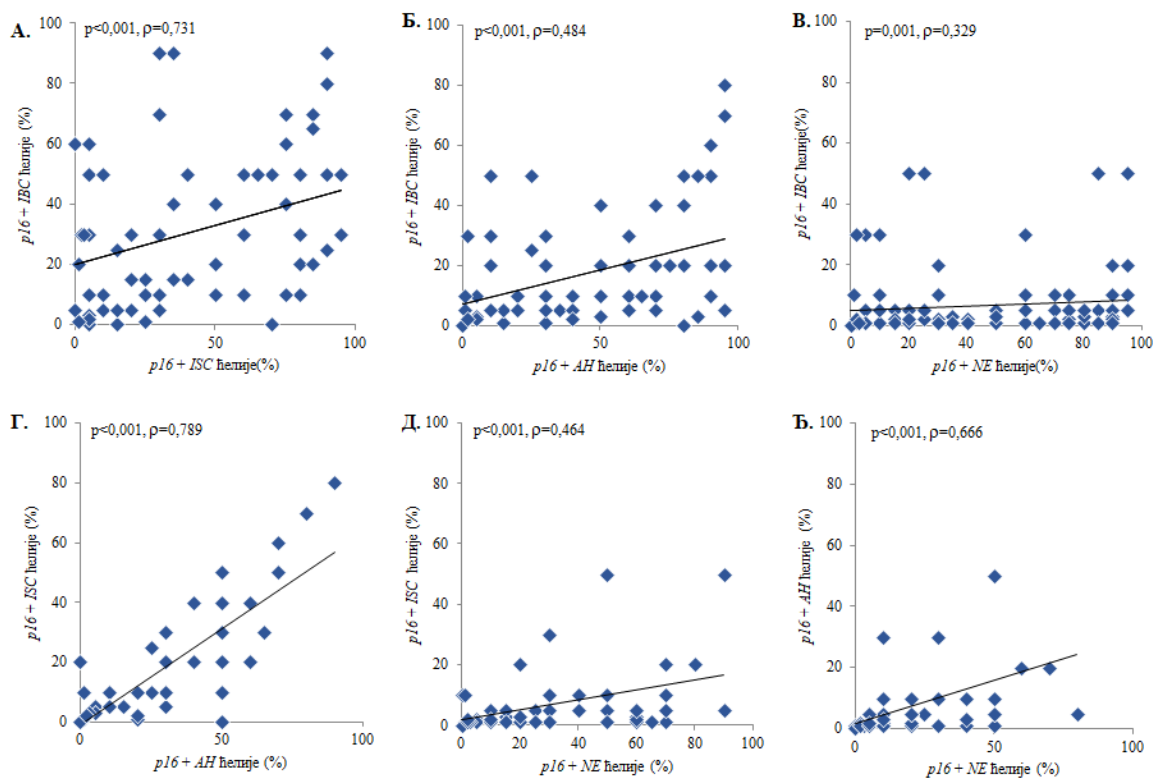 А.
p<0,001, ρ=0,731
100
80
60
40
20
0
0
50
100
p16 + IBC ћелије (%)
p16 + ISC ћелије(%)
Б.
p<0,001, ρ=0,484
100
80
60
40
20
0
0
50
100
p16 + IBC ћелије (%)
p16 + AH ћелије (%)
В.
p=0,001, ρ=0,329
100
80
60
40
20
0
0
20
40
60
80
100
p16 + IBC ћелије(%)
p16 + NE ћелије(%)
Г.
p<0,001, ρ=0,789
100
80
60
40
20
0
0
50
100
p16 + ISC ћелије (%)
p16 + AH ћелије (%)
Д.
p<0,001, ρ=0,464
100
80
60
40
20
0
0
20
40
60
80
100
p16 + ISC ћелије (%)
p16 + NE ћелије (%)
Ђ.
p<0,001, ρ=0,666
100
80
60
40
20
0
0
50
100
p16 + AH ћелије (%)
p16 + NE ћелије (%)